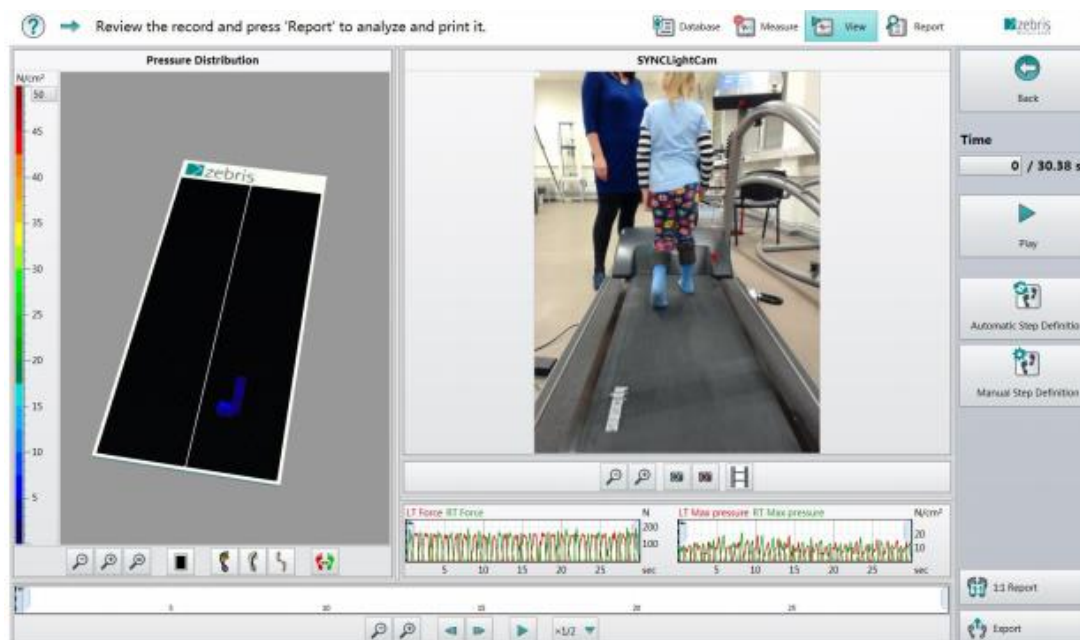 Review the record and press 'Report' to analyze and print it.
Database
Measure
View
Report
zebris
Pressure Distribution
N/cm²
50
45
40
35
30
25
20
15
10
5
zebris
SYNCLightCam
Back
Time
0 / 30.38 s
Play
Automatic Step Definitio
Manual Step Definition
LT Force RT Force N
200
100
5 10 15 20 25 sec
LT Max pressure RT Max pressure N/cm²
20
10
5 10 15 20 25 sec
5 10 15 20 25
×1/2
1:1 Report
Export